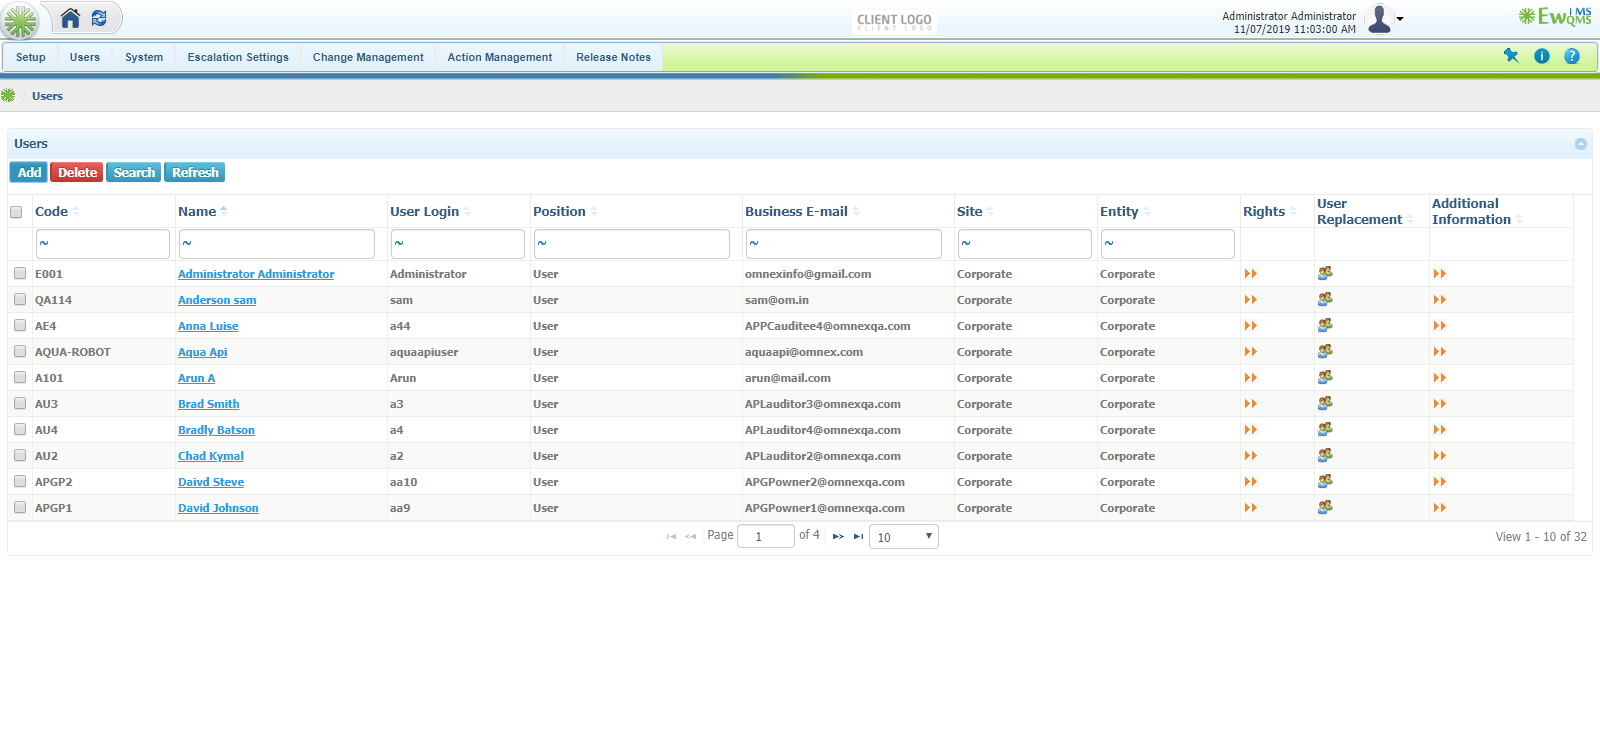 CLIENT LOGO
CLIENT LOGO
Administrator Administrator
11/07/2019 11:03:00 AM
EwQMS IMS
Setup Users System Escalation Settings Change Management Action Management Release Notes
Users
Users
Add Delete Search Refresh
Code Name User Login Position Business E-mail Site Entity Rights User Replacement Additional Information
~ ~ ~ ~ ~ ~ ~
E001 Administrator Administrator Administrator User omnexinfo@gmail.com Corporate Corporate
QA114 Anderson sam sam User sam@om.in Corporate Corporate
AE4 Anna Luise a44 User APPCauditee4@omnexqa.com Corporate Corporate
AQUA-ROBOT Aqua Api aquaapiuser User aquaapi@omnex.com Corporate Corporate
A101 Arun A Arun User arun@mail.com Corporate Corporate
AU3 Brad Smith a3 User APLauditor3@omnexqa.com Corporate Corporate
AU4 Bradly Batson a4 User APLauditor4@omnexqa.com Corporate Corporate
AU2 Chad Kymal a2 User APLauditor2@omnexqa.com Corporate Corporate
APGP2 Daivd Steve aa10 User APGPowner2@omnexqa.com Corporate Corporate
APGP1 David Johnson aa9 User APGPowner1@omnexqa.com Corporate Corporate
Page 1 of 4 10 View 1 - 10 of 32